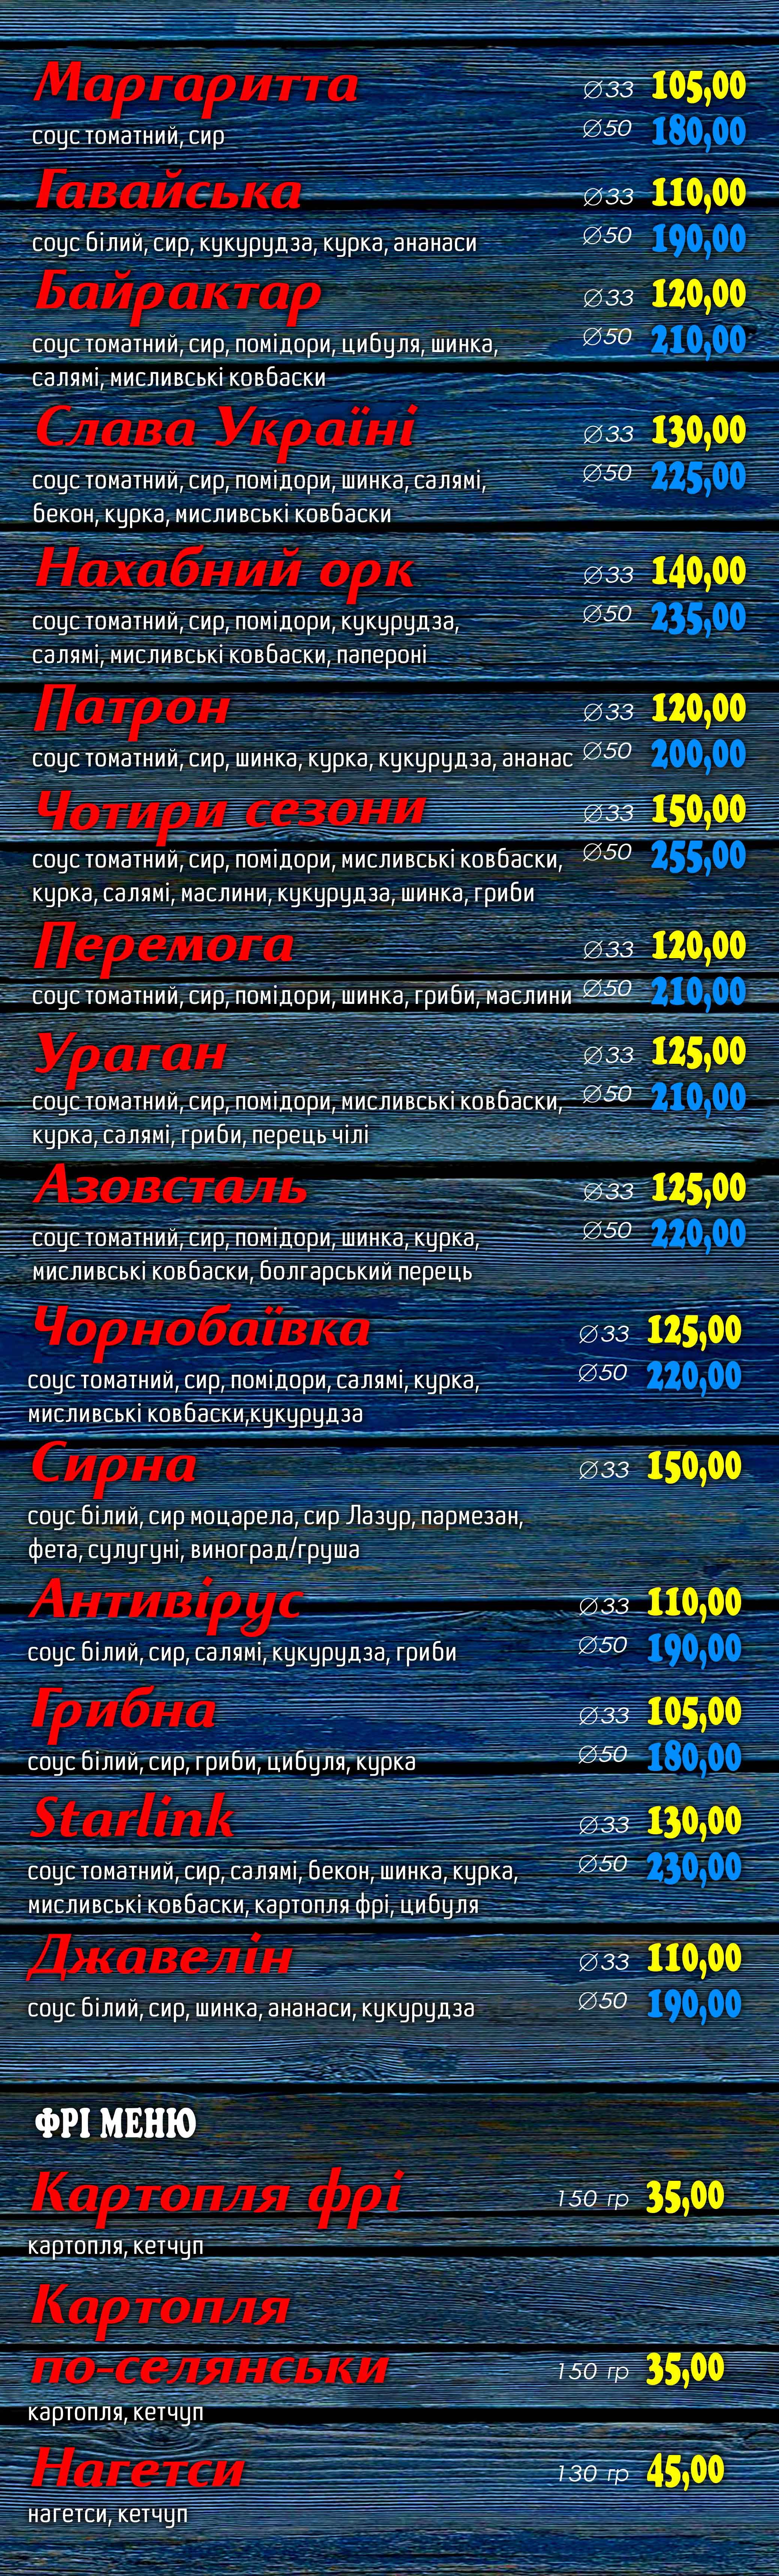 Маргаритта ∅33 105,00
соус томатний, сир ∅50 180,00
Гавайська ∅33 110,00
соус білий, сир, кукурудза, курка, ананаси ∅50 190,00
Байрактар ∅33 120,00
соус томатний, сир, помідори, цибуля, шинка, ∅50 210,00
салямі, мисливські ковбаски
Слава Україні ∅33 130,00
соус томатний, сир, помідори, шинка, салямі, ∅50 225,00
бекон, курка, мисливські ковбаски
Нахабний орк ∅33 140,00
соус томатний, сир, помідори, кукурудза, ∅50 235,00
салямі, мисливські ковбаски, папероні
Патрон ∅33 120,00
соус томатний, сир, шинка, курка, кукурудза, ананас ∅50 200,00
Чотири сезони ∅33 150,00
соус томатний, сир, помідори, мисливські ковбаски, ∅50 255,00
курка, салямі, маслини, кукурудза, шинка, гриби
Перемога ∅33 120,00
соус томатний, сир, помідори, шинка, гриби, маслини ∅50 210,00
Ураган ∅33 125,00
соус томатний, сир, помідори, мисливські ковбаски, ∅50 210,00
курка, салямі, гриби, перець чілі
Азовсталь ∅33 125,00
соус томатний, сир, помідори, шинка, курка, ∅50 220,00
мисливські ковбаски, болгарський перець
Чорнобаївка ∅33 125,00
соус томатний, сир, помідори, салямі, курка, ∅50 220,00
мисливські ковбаски,кукурудза
Сирна ∅33 150,00
соус білий, сир моцарела, сир Лазур, пармезан,
фета, сулугуні, виноград/груша
Антивірус ∅33 110,00
соус білий, сир, салямі, кукурудза, гриби ∅50 190,00
Грибна ∅33 105,00
соус білий, сир, гриби, цибуля, курка ∅50 180,00
Starlink ∅33 130,00
соус томатний, сир, салямі, бекон, шинка, курка, ∅50 230,00
мисливські ковбаски, картопля фрі, цибуля
Джавелін ∅33 110,00
соус білий, сир, шинка, ананаси, кукурудза ∅50 190,00
ФРІ МЕНЮ
Картопля фрі 150 гр 35,00
картопля, кетчуп
Картопля
по-селянськи 150 гр 35,00
картопля, кетчуп
Нагетси 130 гр 45,00
нагетси, кетчуп